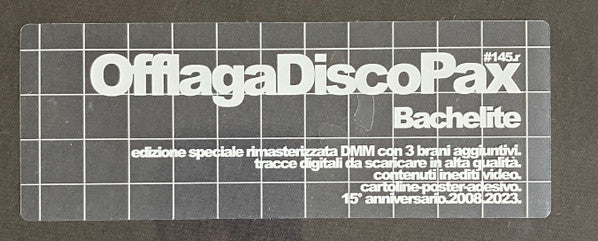 OfflagaDiscoPax
#145.r
Bachelite
edizione speciale rimasterizzata DMM con 3 brani aggiuntivi.
tracce digitali da scaricare in alta qualità.
contenuti inediti video.
cartoline-poster-adesivo.
15° anniversario.2008.2023.